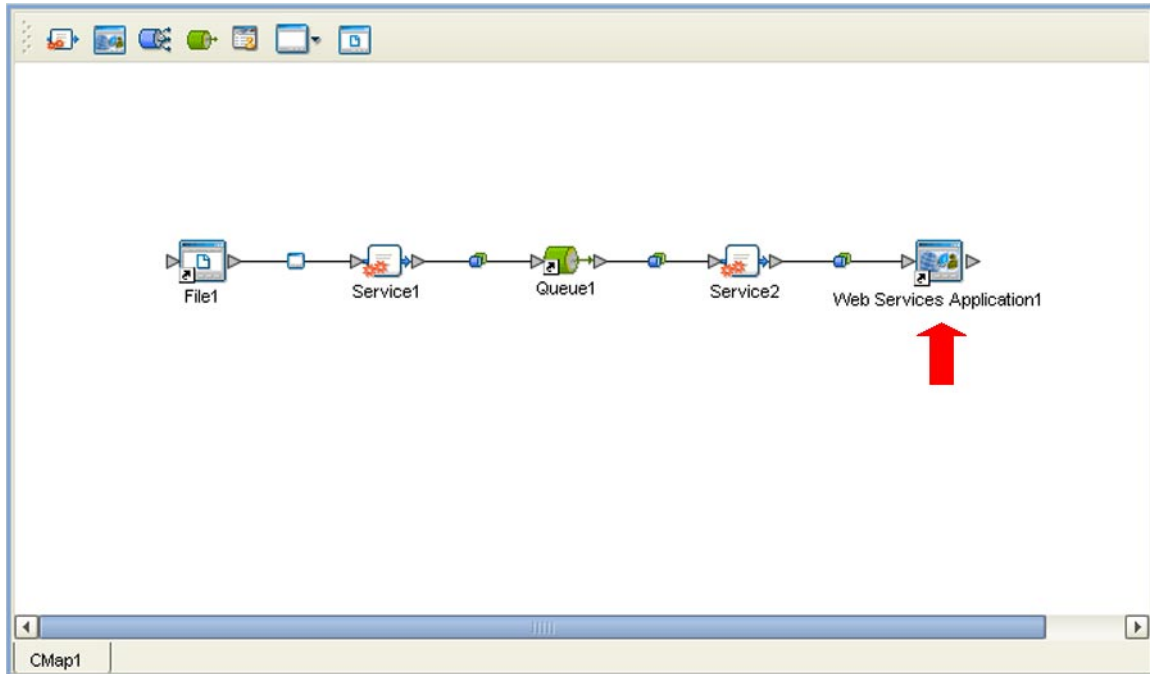 File1
Service1
Queue1
Service2
Web Services Application1
CMap1